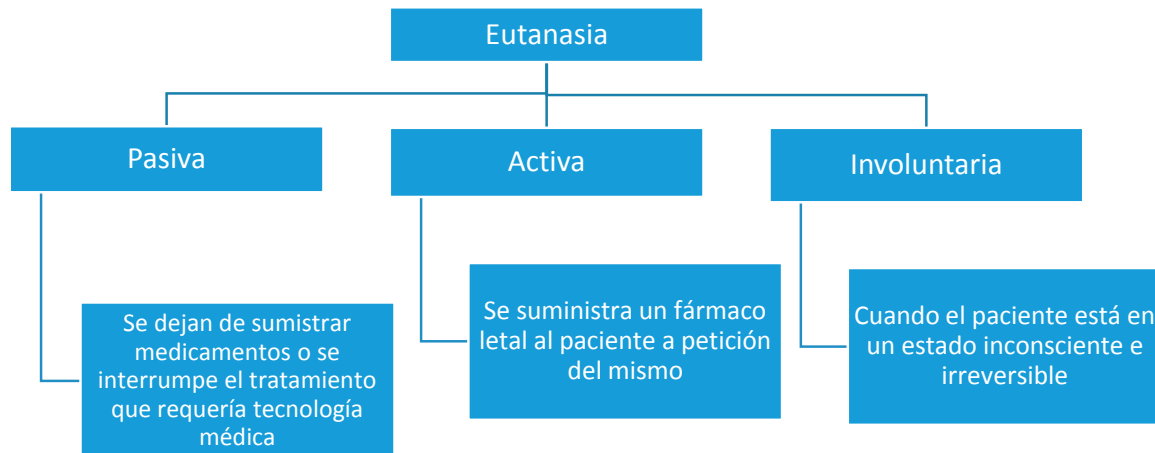 Eutanasia
Pasiva
Activa
Involuntaria
Se dejan de sumistrar
medicamentos o se
interrumpe el tratamiento
que requería tecnología
médica
Se suministra un fármaco
letal al paciente a petición
del mismo
Cuando el paciente está en
un estado inconsciente e
irreversible